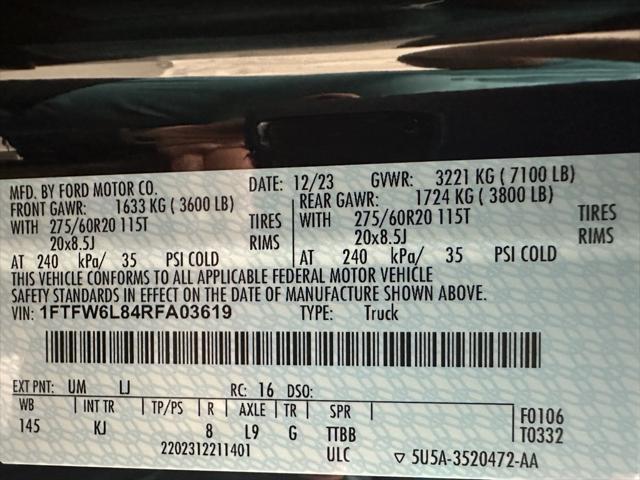 MFD. BY FORD MOTOR CO. DATE: 12/23 GVWR: 3221 KG ( 7100 LB)
FRONT GAWR: 1633 KG ( 3600 LB) REAR GAWR: 1724 KG ( 3800 LB)
WITH 275/60R20 115T TIRES WITH 275/60R20 115T TIRES
20x8.5J RIMS 20x8.5J RIMS
AT 240 kPa/ 35 PSI COLD AT 240 kPa/ 35 PSI COLD
THIS VEHICLE CONFORMS TO ALL APPLICABLE FEDERAL MOTOR VEHICLE
SAFETY STANDARDS IN EFFECT ON THE DATE OF MANUFACTURE SHOWN ABOVE.
VIN: 1FTFW6L84RFA03619 TYPE: Truck
EXT PNT: UM LJ RC: 16 DSO:
WB INT TR TP/PS R AXLE TR SPR F0106
145 KJ 8 L9 G TTBB T0332
2202312211401 ULC ▽ 5U5A-3520472-AA